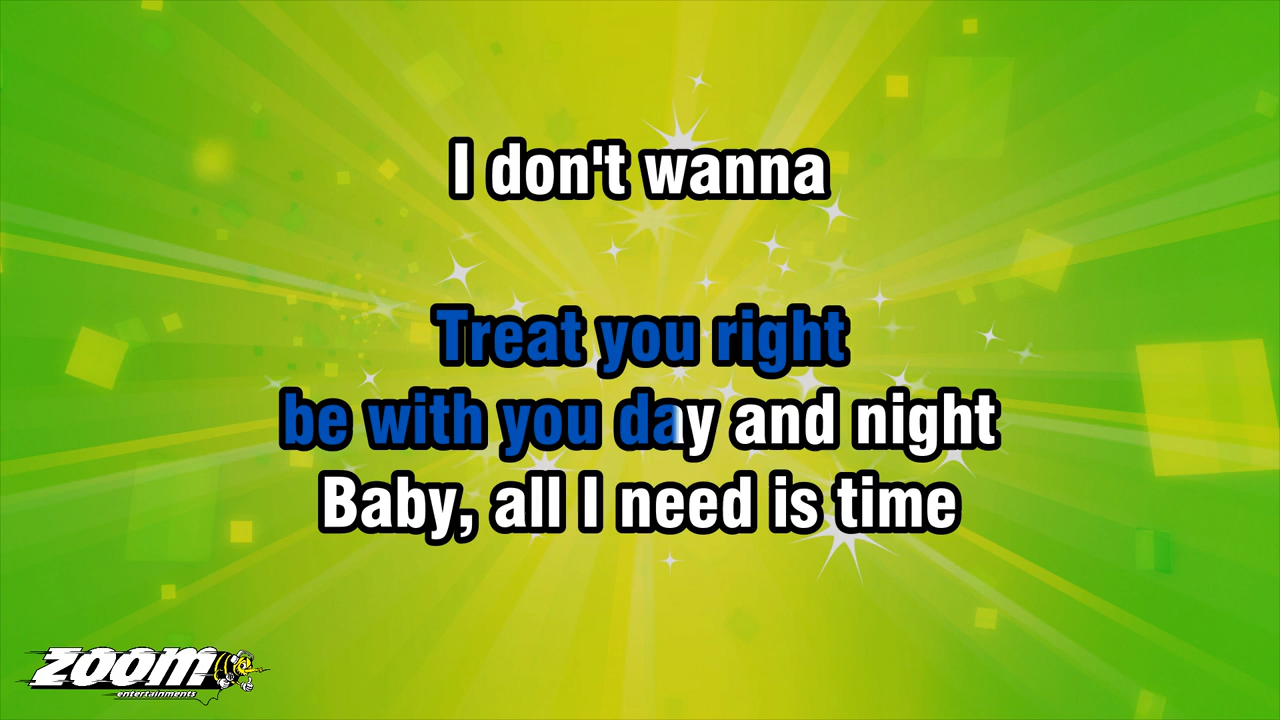 I don't wanna
Treat you right
be with you day and night
Baby, all I need is time
ZOOM
entertainments